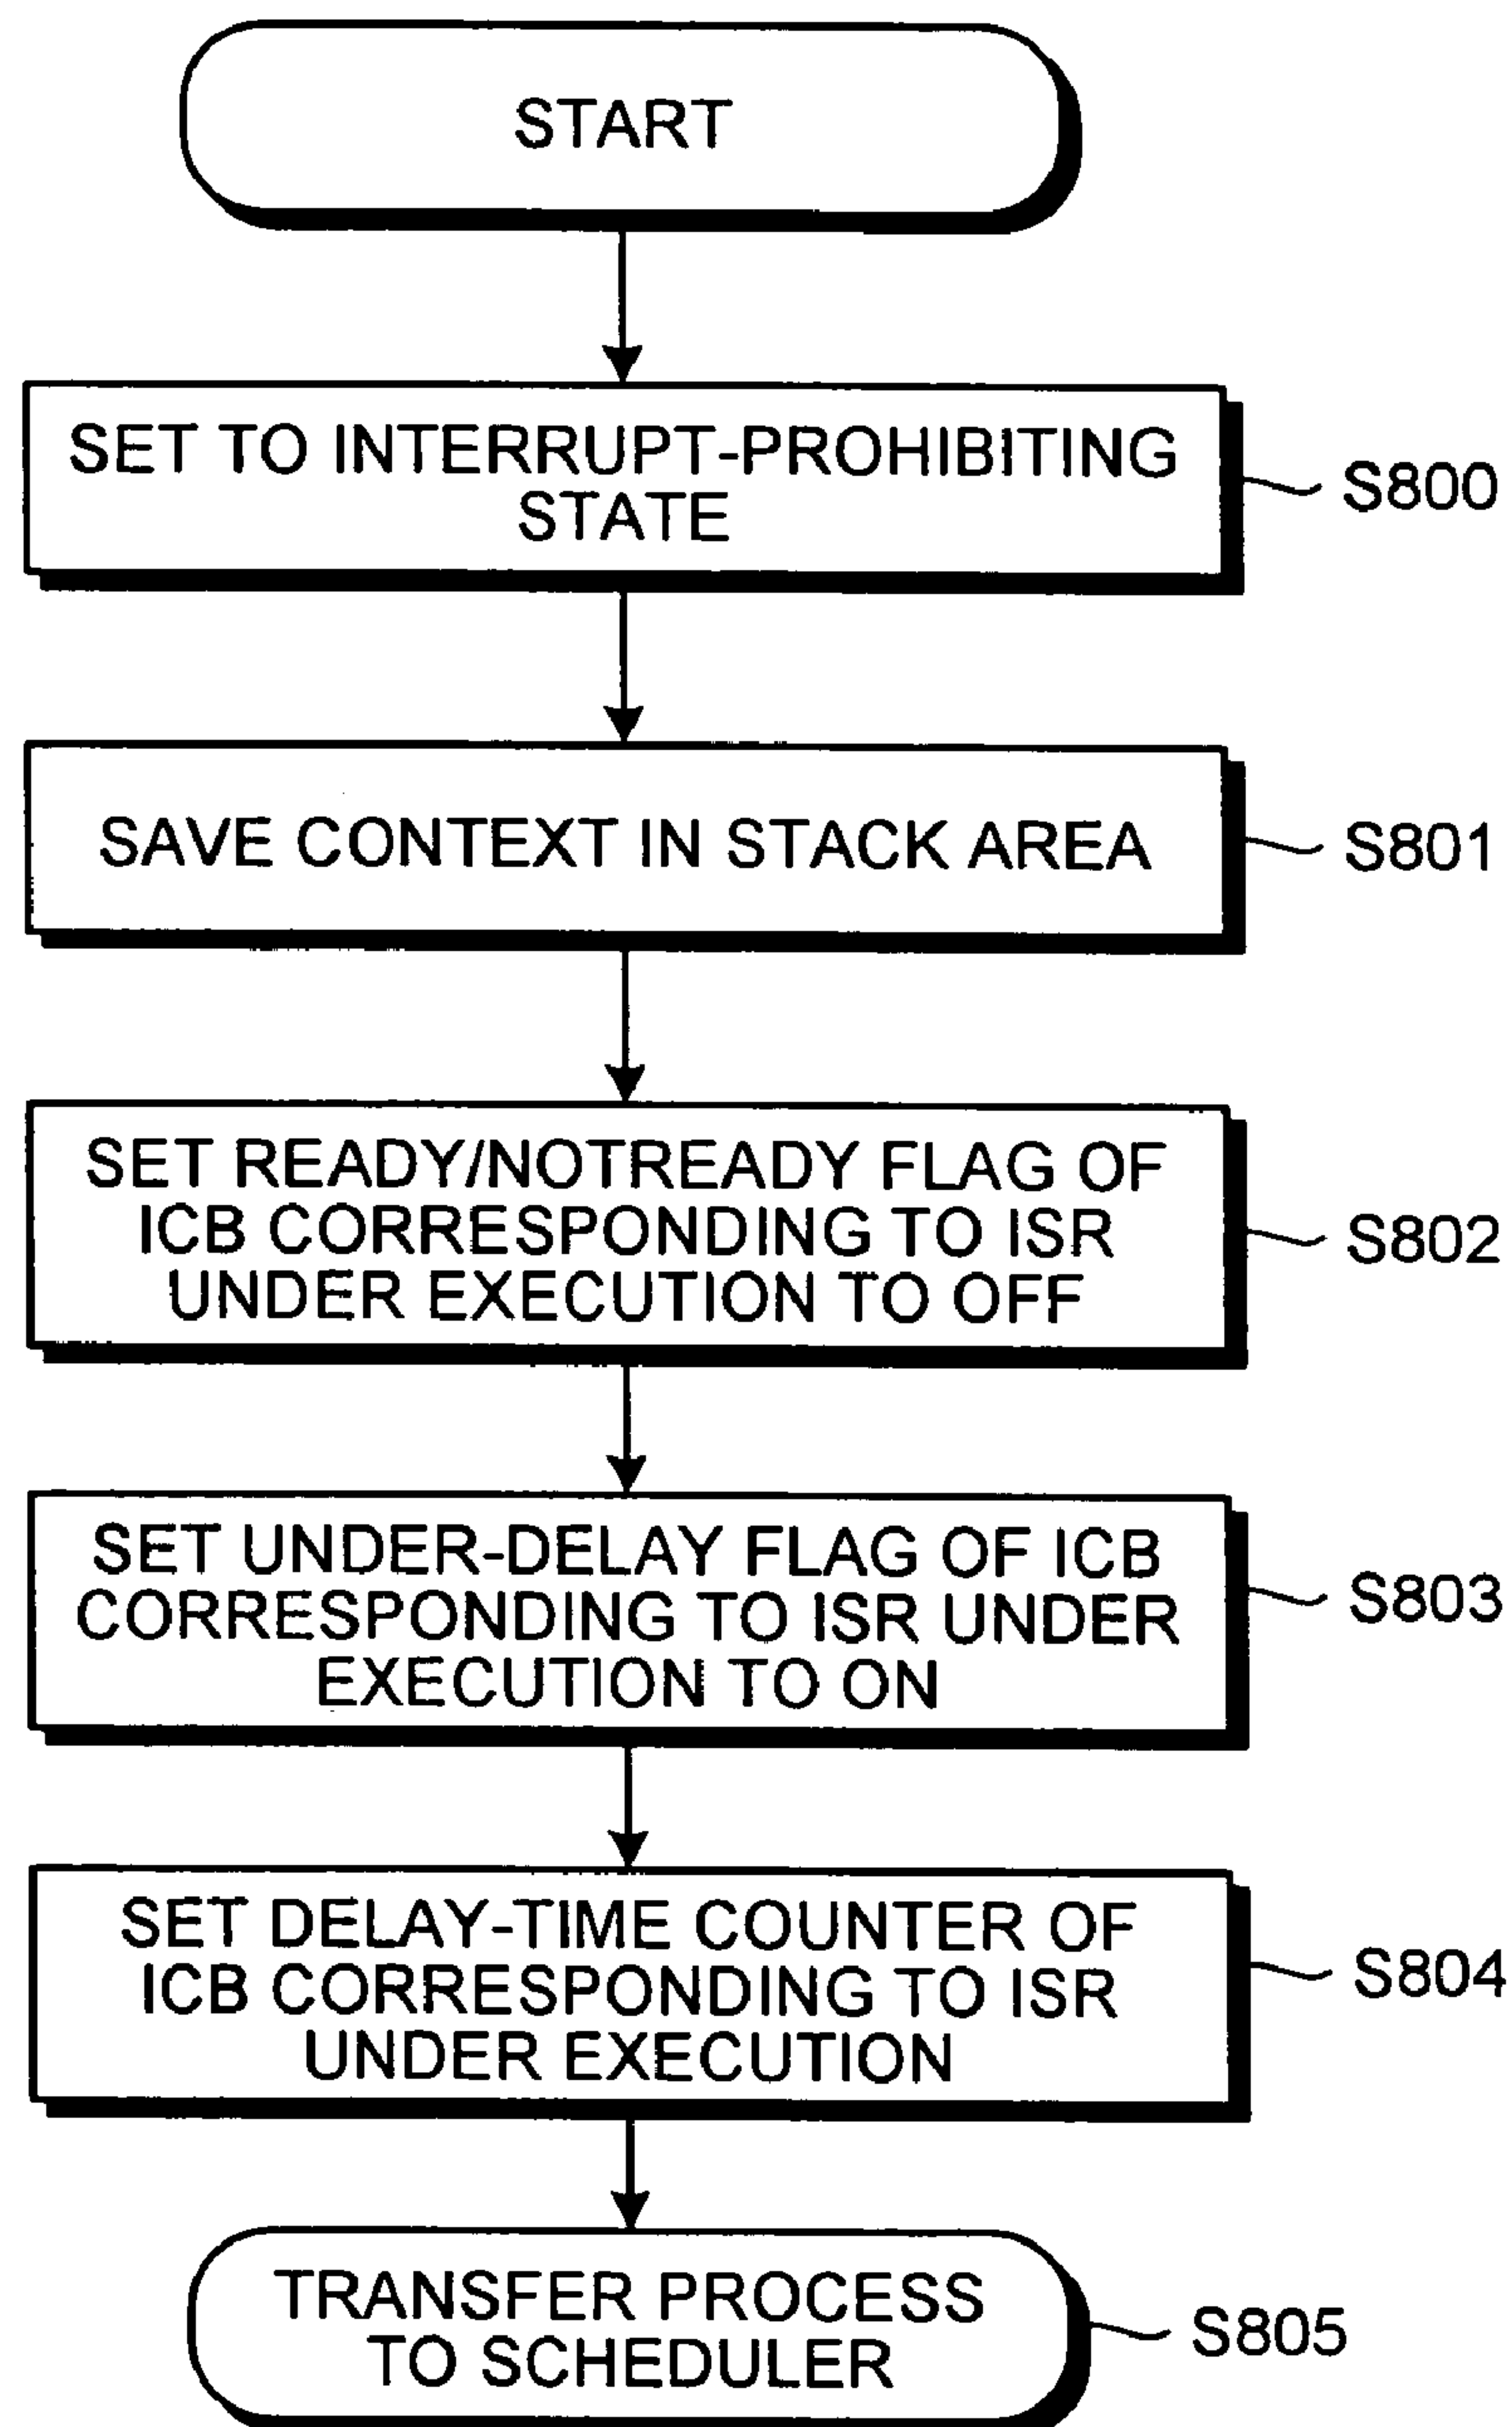 START
SET TO INTERRUPT-PROHIBITING
STATE
S800
SAVE CONTEXT IN STACK AREA
S801
SET READY/NOTREADY FLAG OF
ICB CORRESPONDING TO ISR
UNDER EXECUTION TO OFF
S802
SET UNDER-DELAY FLAG OF ICB
CORRESPONDING TO ISR UNDER
EXECUTION TO ON
S803
SET DELAY-TIME COUNTER OF
ICB CORRESPONDING TO ISR
UNDER EXECUTION
S804
TRANSFER PROCESS
TO SCHEDULER
S805